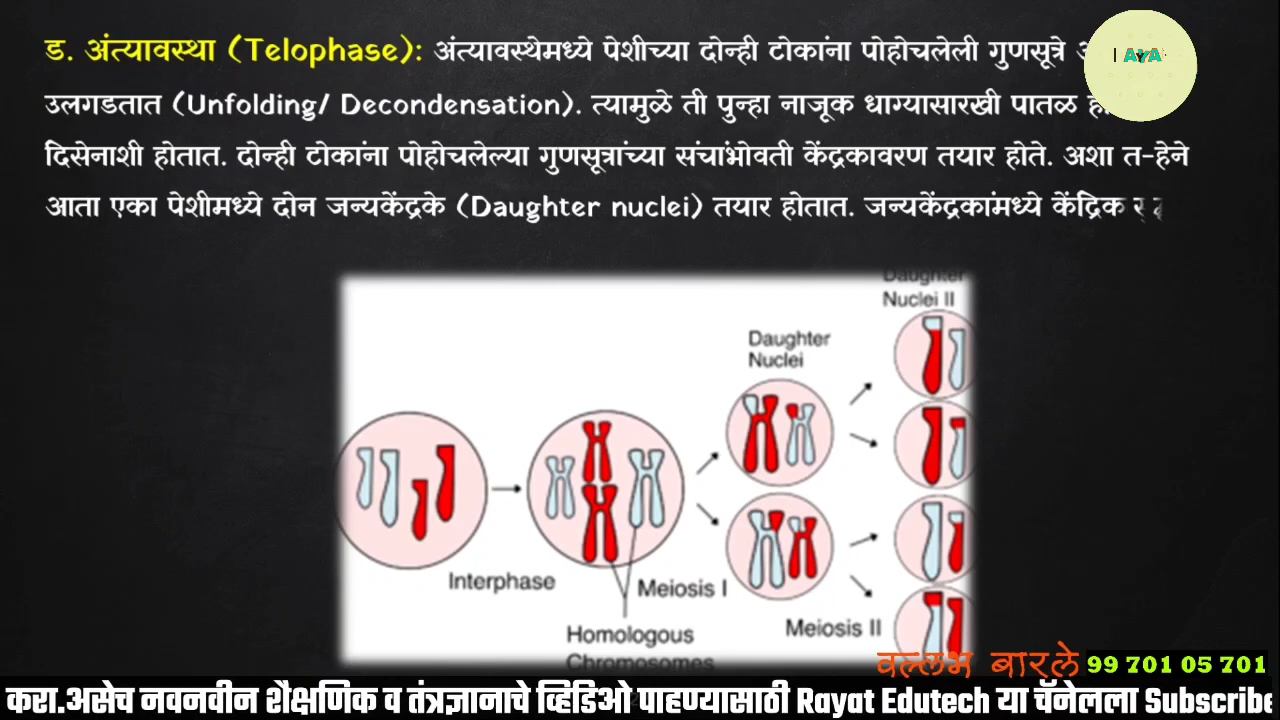 ड. अंत्यावस्था (Telophase): अंत्यावस्थेमध्ये पेशीच्या दोन्ही टोकांना पोहोचलेली गुणसूत्रे
AYA
उलगडतात (Unfolding/ Decondensation). त्यामुळे ती पुन्हा नाजूक धाग्यासारखी पातळ
दिसेनाशी होतात. दोन्ही टोकांना पोहोचलेल्या गुणसूत्रांच्या संचांभोवती केंद्रकावरण तयार होते. अशा त-हेने
आता एका पेशीमध्ये दोन जन्यकेंद्रके (Daughter nuclei) तयार होतात. जन्यकेंद्रकांमध्ये केंद्रिक
Daughter
Nuclei II
Daughter
Nuclei
Interphase
Meiosis I
Homologous
Chromosomes
Meiosis II
वल्लभ बारले 99 701 05 701
करा.असेच नवनवीन शैक्षणिक व तंत्रज्ञानाचे व्हिडिओ पाहण्यासाठी Rayat Edutech या चॅनेलला Subscribe